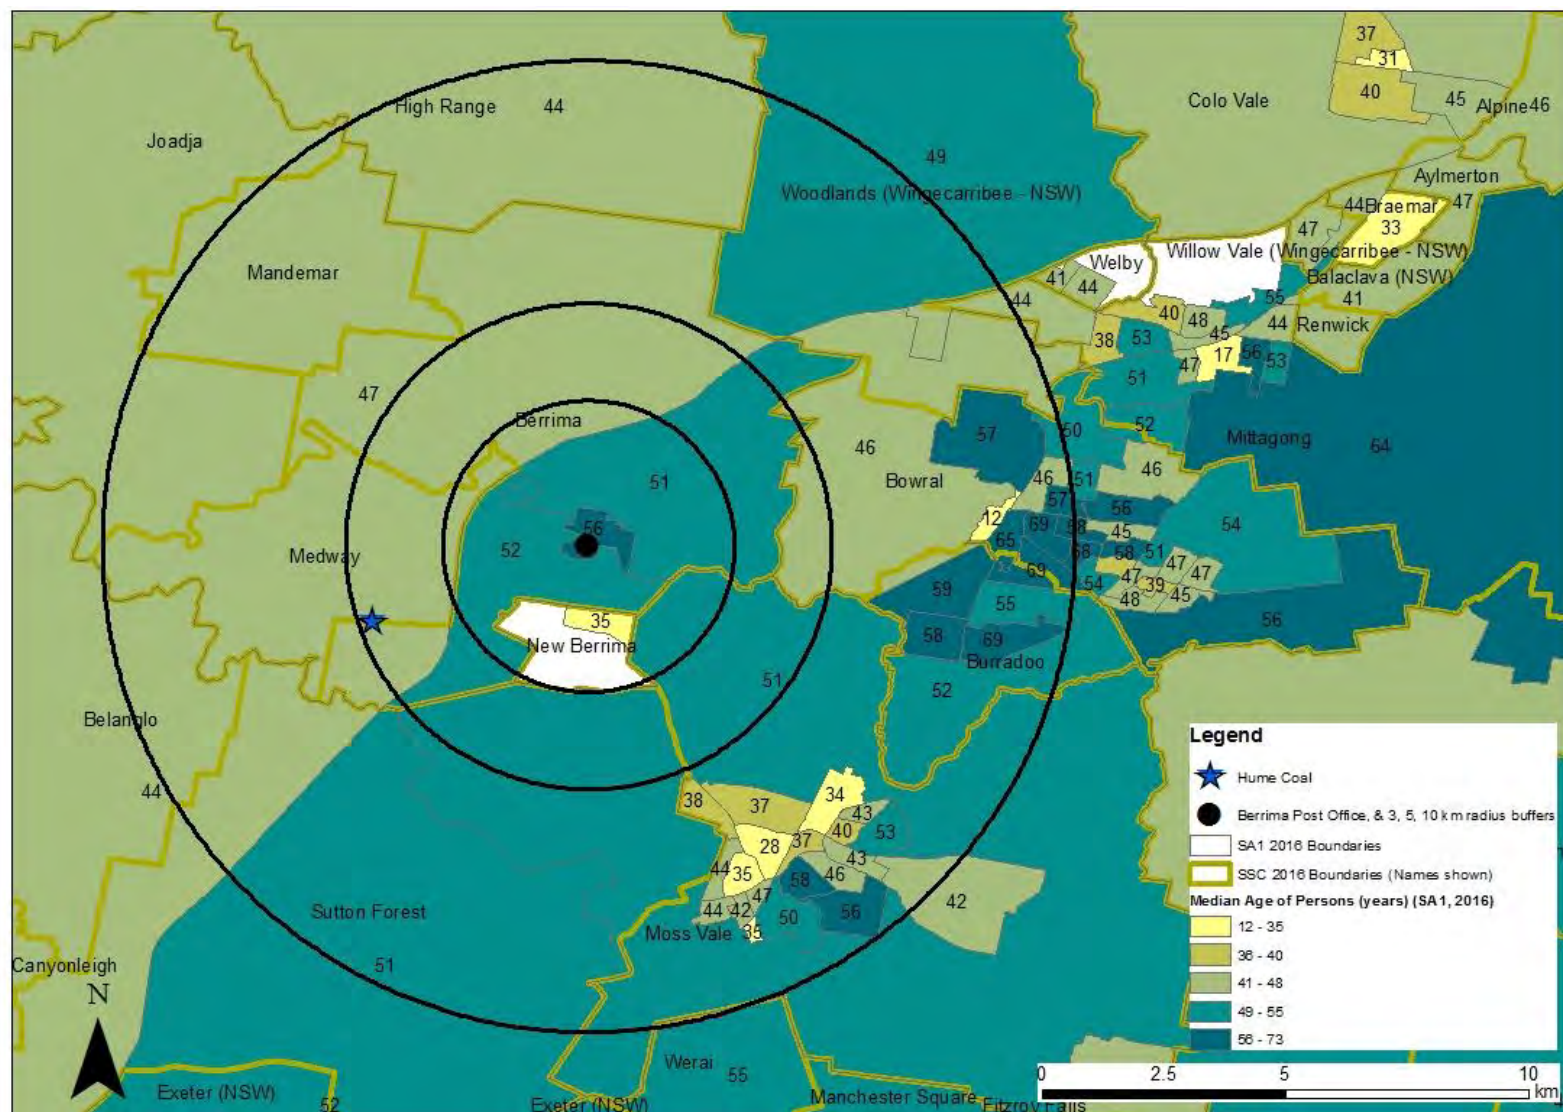 37
31
40
45
Alpine46
Colo Vale
High Range
44
Joadja
49
Woodlands (Wingecarribee - NSW)
Aylmerton
44
Braemar
47
33
47
Willow Vale (Wingecarribee - NSW)
Welby
Balaclava (NSW)
Mandemar
41
44
44
55
41
40
48
44
Renwick
38
53
45
17
56
53
47
51
47
Berrima
57
50
52
Mittagong
64
46
Bowral
51
46
51
46
57
56
12
69
58
45
54
56
52
65
68
58
51
Medway
69
54
47
47
47
39
59
55
48
45
35
New Berrima
58
69
56
Burradoo
51
52
Belanglo
44
38
37
34
43
40
53
37
28
43
44
35
58
46
47
42
44
42
56
50
35
Sutton Forest
Moss Vale
51
Canyonleigh
N
Legend
Hume Coal
Berrima Post Office, & 3, 5, 10 km radius buffers
SA1 2016 Boundaries
SSC 2016 Boundaries (Names shown)
Median Age of Persons (years) (SA1, 2016)
12 - 35
36 - 40
41 - 48
49 - 55
56 - 73
Werai
55
0
2.5
5
10
km
Exeter (NSW)
52
Exeter (NSW)
Manchester Square
Fitzroy Falls